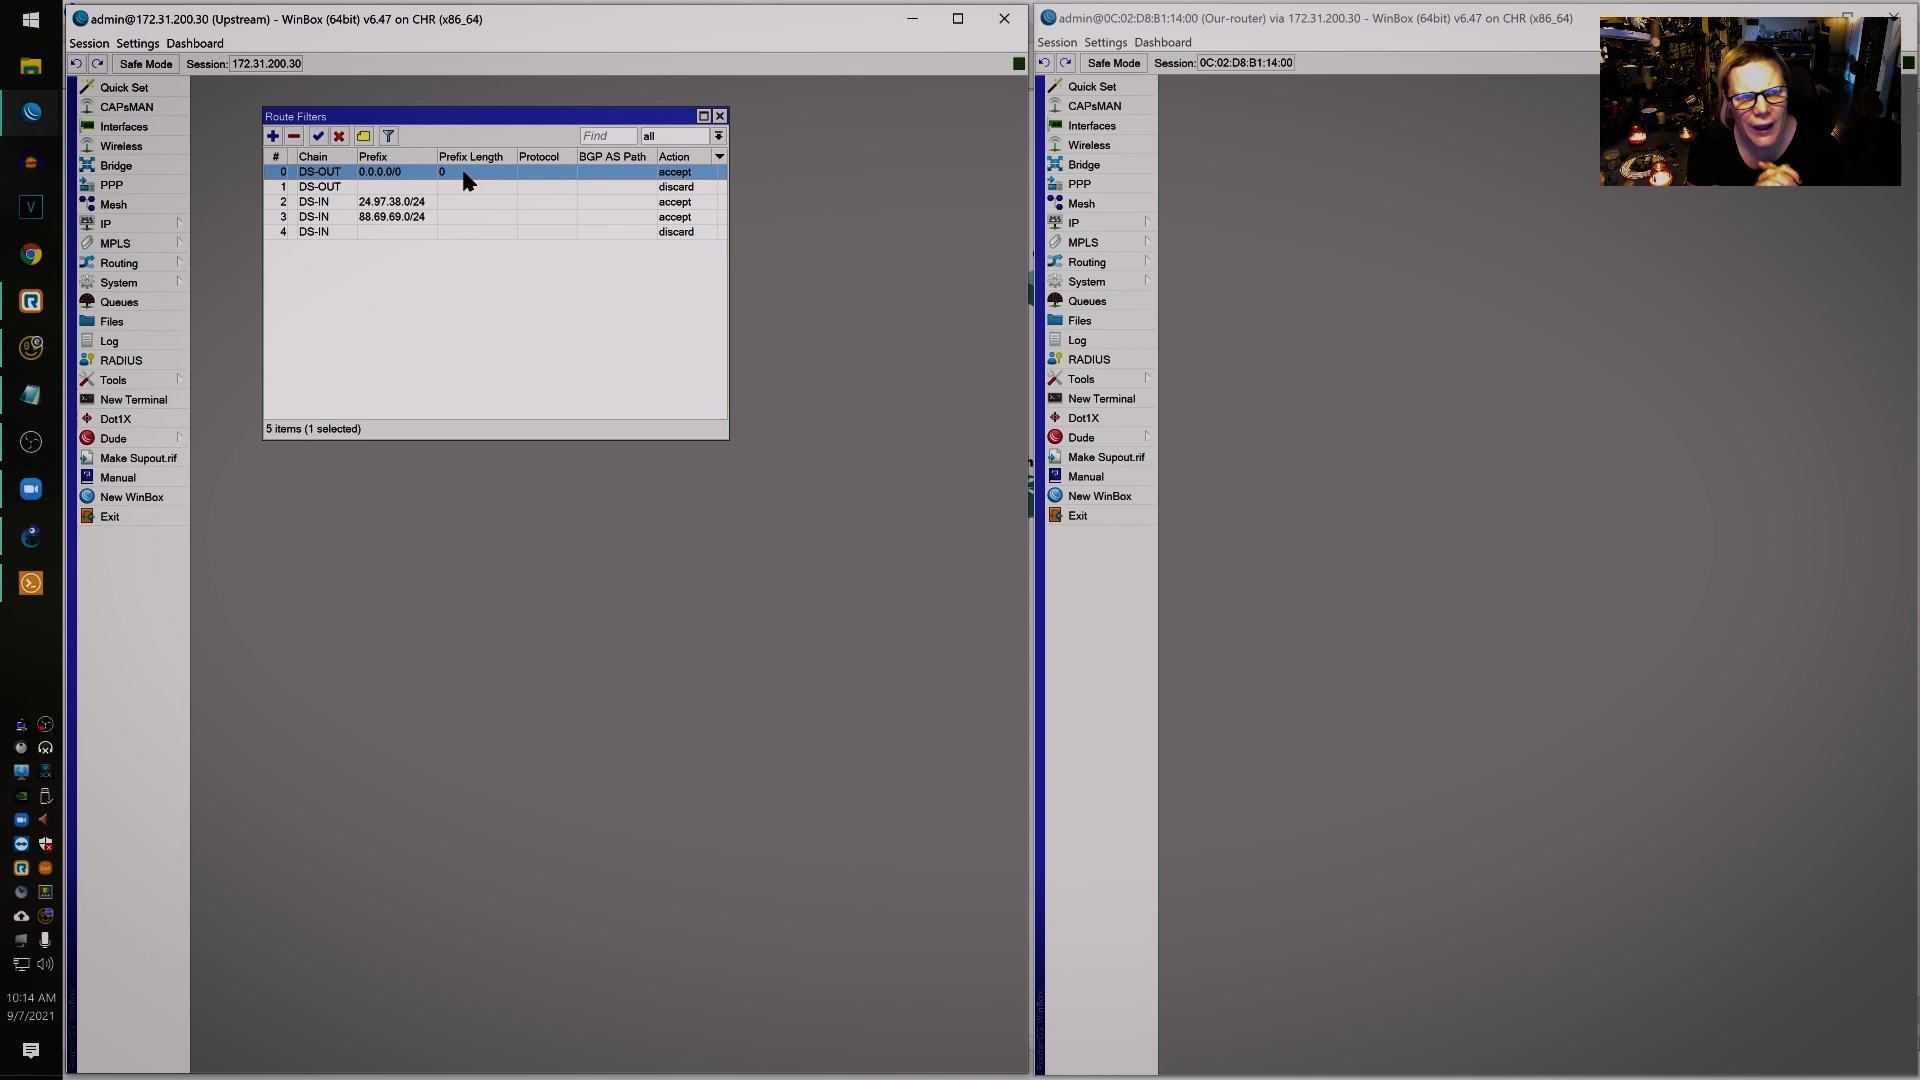 admin@172.31.200.30 (Upstream) - WinBox (64bit) v6.47 on CHR (x86_64)
Session Settings Dashboard
Safe Mode Session: 172.31.200.30
Quick Set
CAPsMAN
Interfaces
Wireless
Bridge
PPP
Mesh
IP
MPLS
Routing
System
Queues
Files
Log
RADIUS
Tools
New Terminal
Dot1X
Dude
Make Supout.rif
Manual
New WinBox
Exit
Route Filters
Find all
# Chain Prefix Prefix Length Protocol BGP AS Path Action
0 DS-OUT 0.0.0.0/0 0 accept
1 DS-OUT discard
2 DS-IN 24.97.38.0/24 accept
3 DS-IN 88.69.69.0/24 accept
4 DS-IN discard
5 items (1 selected)
admin@0C:02:D8:B1:14:00 (Our-router) via 172.31.200.30 - WinBox (64bit) v6.47 on CHR (x86_64)
Session Settings Dashboard
Safe Mode Session: 0C:02:D8:B1:14:00
Quick Set
CAPsMAN
Interfaces
Wireless
Bridge
PPP
Mesh
IP
MPLS
Routing
System
Queues
Files
Log
RADIUS
Tools
New Terminal
Dot1X
Dude
Make Supout.rif
Manual
New WinBox
Exit
10:14 AM
9/7/2021